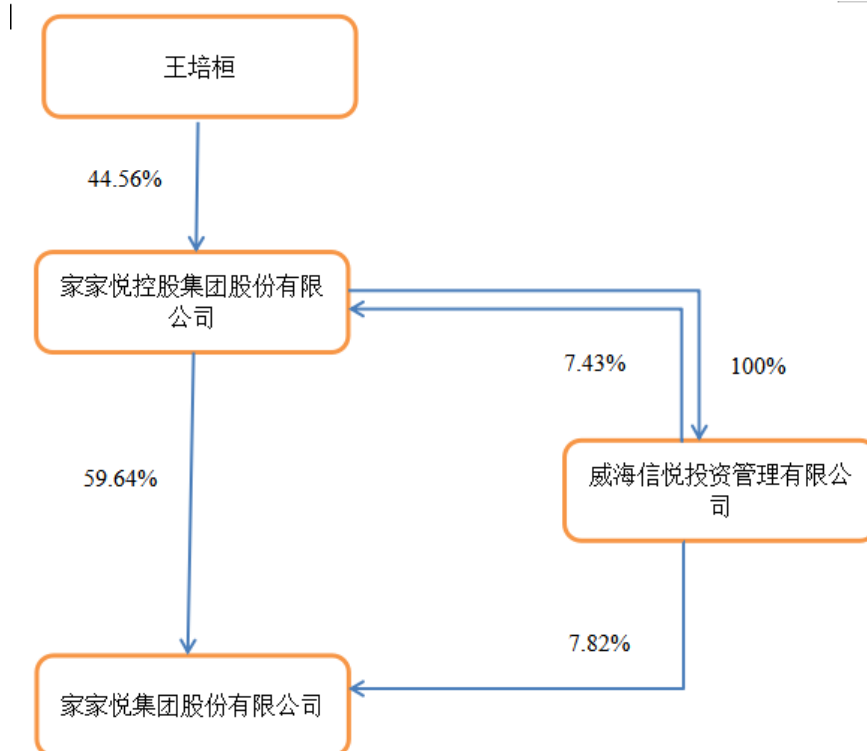 王培桓
44.56%
家家悦控股集团股份有限
公司
7.43%
100%
59.64%
威海信悦投资管理有限公
司
7.82%
家家悦集团股份有限公司